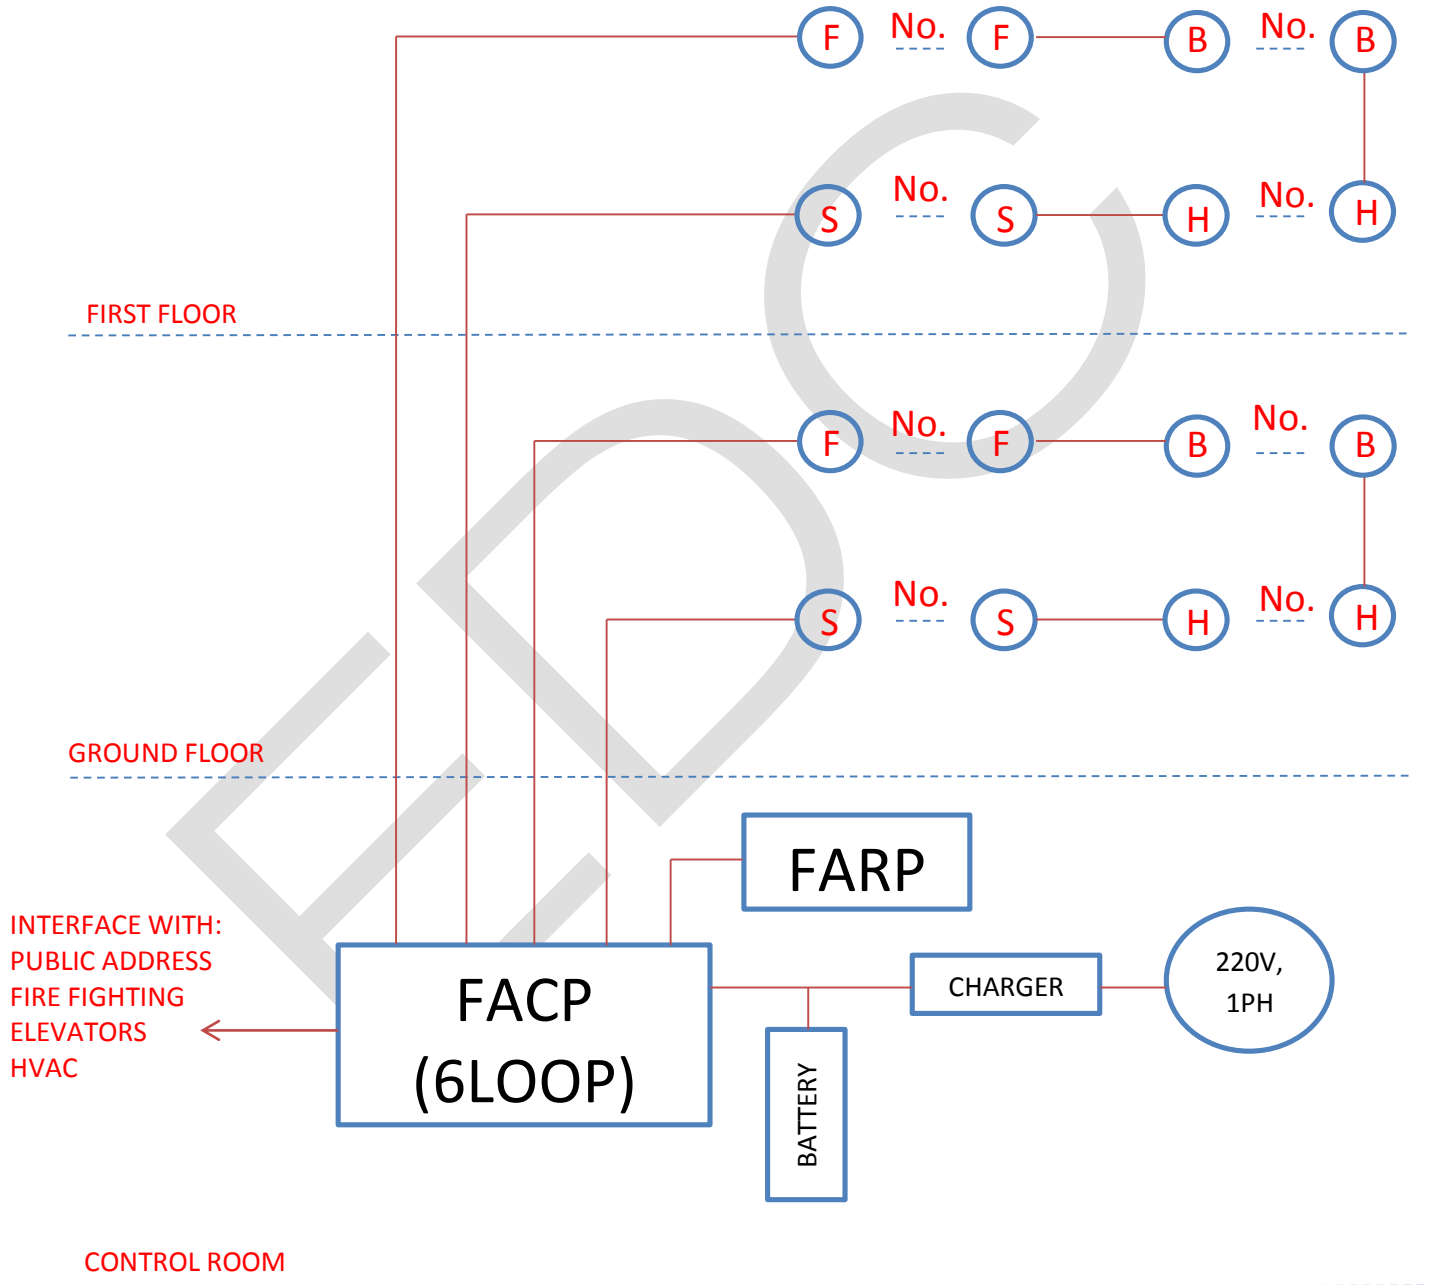 F No. F B No. B
S No. S H No. H
FIRST FLOOR
F No. F B No. B
S No. S H No. H
GROUND FLOOR
FARP
INTERFACE WITH:
PUBLIC ADDRESS
FIRE FIGHTING
ELEVATORS
HVAC
FACP
(6LOOP)
CHARGER
220V,
1PH
BATTERY
CONTROL ROOM
EDC